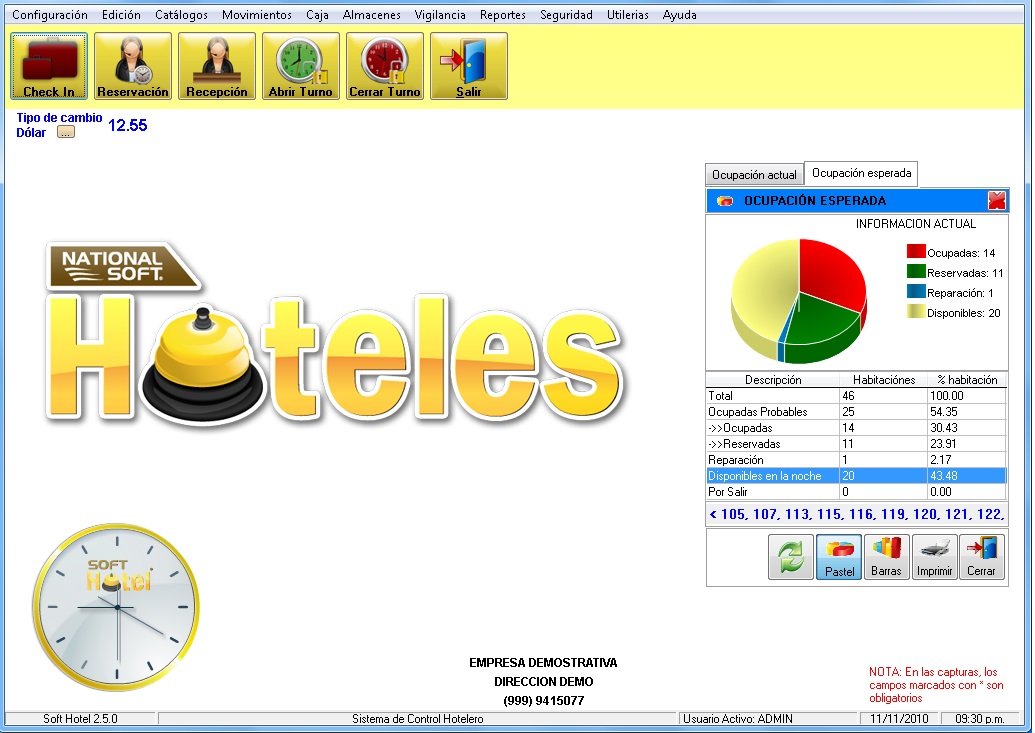 Configuración Edición Catálogos Movimientos Caja Almacenes Vigilancia Reportes Seguridad Utilerias Ayuda
Check In Reservación Recepción Abrir Turno Cerrar Turno Salir
Tipo de cambio
Dólar ... 12.55
NATIONAL
SOFT.
Hoteles
SOFT
Hotel
Ocupación actual Ocupación esperada
OCUPACIÓN ESPERADA
INFORMACION ACTUAL
Ocupadas: 14
Reservadas: 11
Reparación: 1
Disponibles: 20
Descripción Habitaciónes % habitación
Total 46 100.00
Ocupadas Probables 25 54.35
->>Ocupadas 14 30.43
->>Reservadas 11 23.91
Reparación 1 2.17
Disponibles en la noche 20 43.48
Por Salir 0 0.00
< 105, 107, 113, 115, 116, 119, 120, 121, 122,
Pastel Barras Imprimir Cerrar
EMPRESA DEMOSTRATIVA
DIRECCION DEMO
(999) 9415077
NOTA: En las capturas, los
campos marcados con * son
obligatorios
Soft Hotel 2.5.0 Sistema de Control Hotelero Usuario Activo: ADMIN 11/11/2010 09:30 p.m.